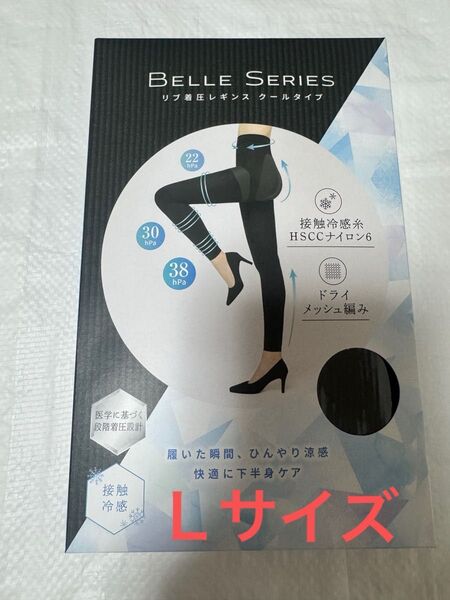 BELLE SERIES
リブ着圧レギンス クールタイプ
22
hPa
30
hPa
38
hPa
接触冷感糸
HSCCナイロン6
ドライ
メッシュ編み
医学に基づく
段階着圧設計
接触
冷感
履いた瞬間、ひんやり涼感
快適に下半身ケア
Lサイズ